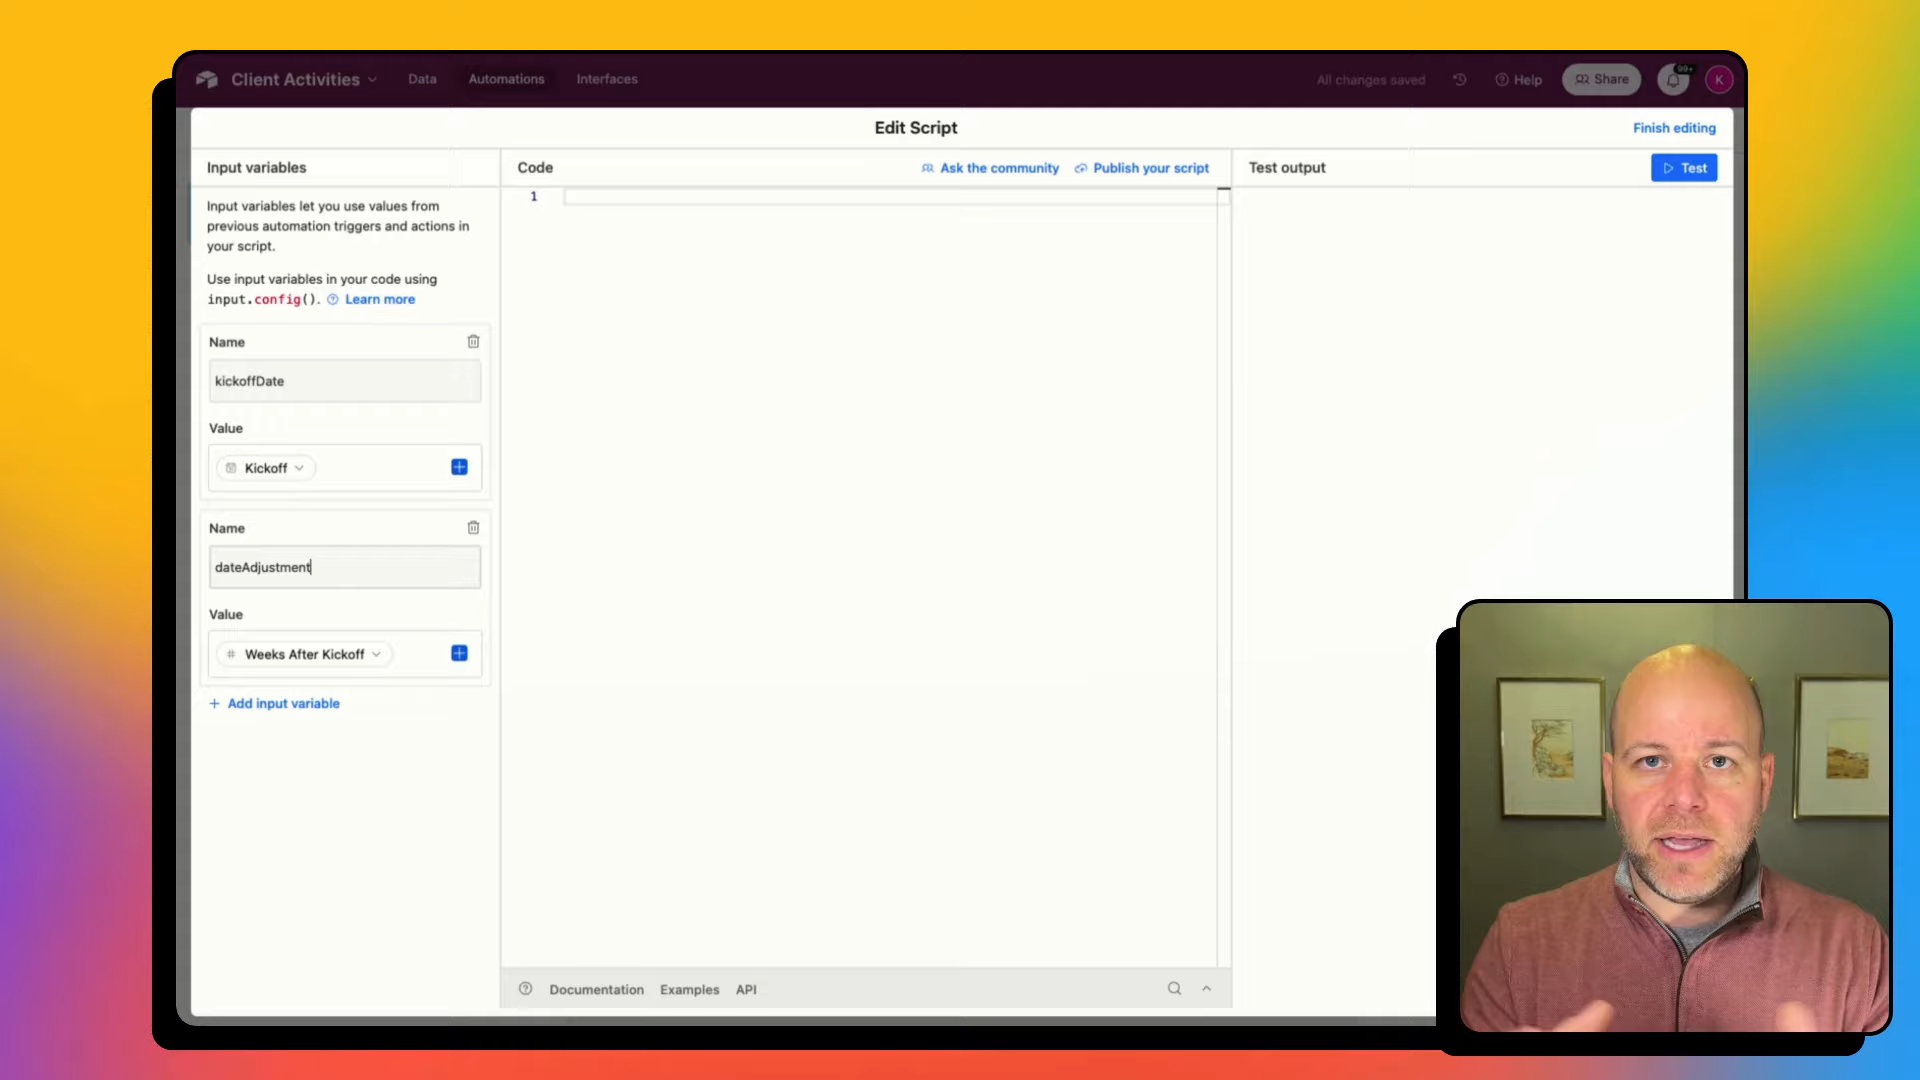 Client Activities
Data
Automations
Interfaces
All changes saved
Help
Share
99+
K
Edit Script
Finish editing
Input variables
Code
Ask the community
Publish your script
Test output
Test
Input variables let you use values from
previous automation triggers and actions in
your script.
Use input variables in your code using
input.config(). Learn more
Name
kickoffDate
Value
Kickoff
Name
dateAdjustment
Value
Weeks After Kickoff
+ Add input variable
1
Documentation
Examples
API